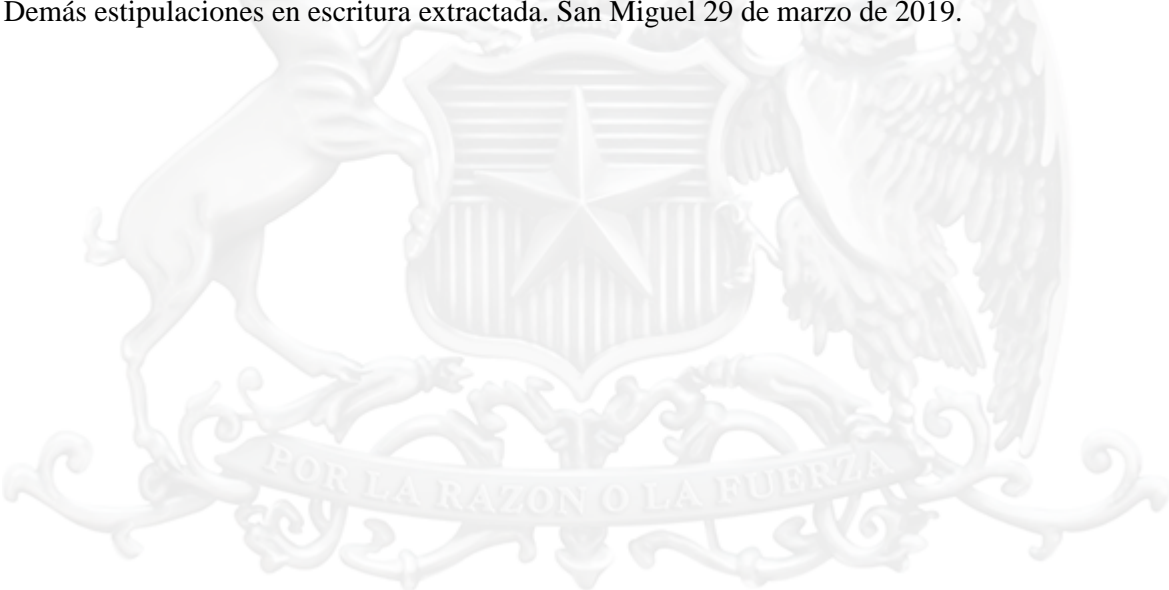 Demás estipulaciones en escritura extractada. San Miguel 29 de marzo de 2019.
POR LA RAZON O LA FUERZA